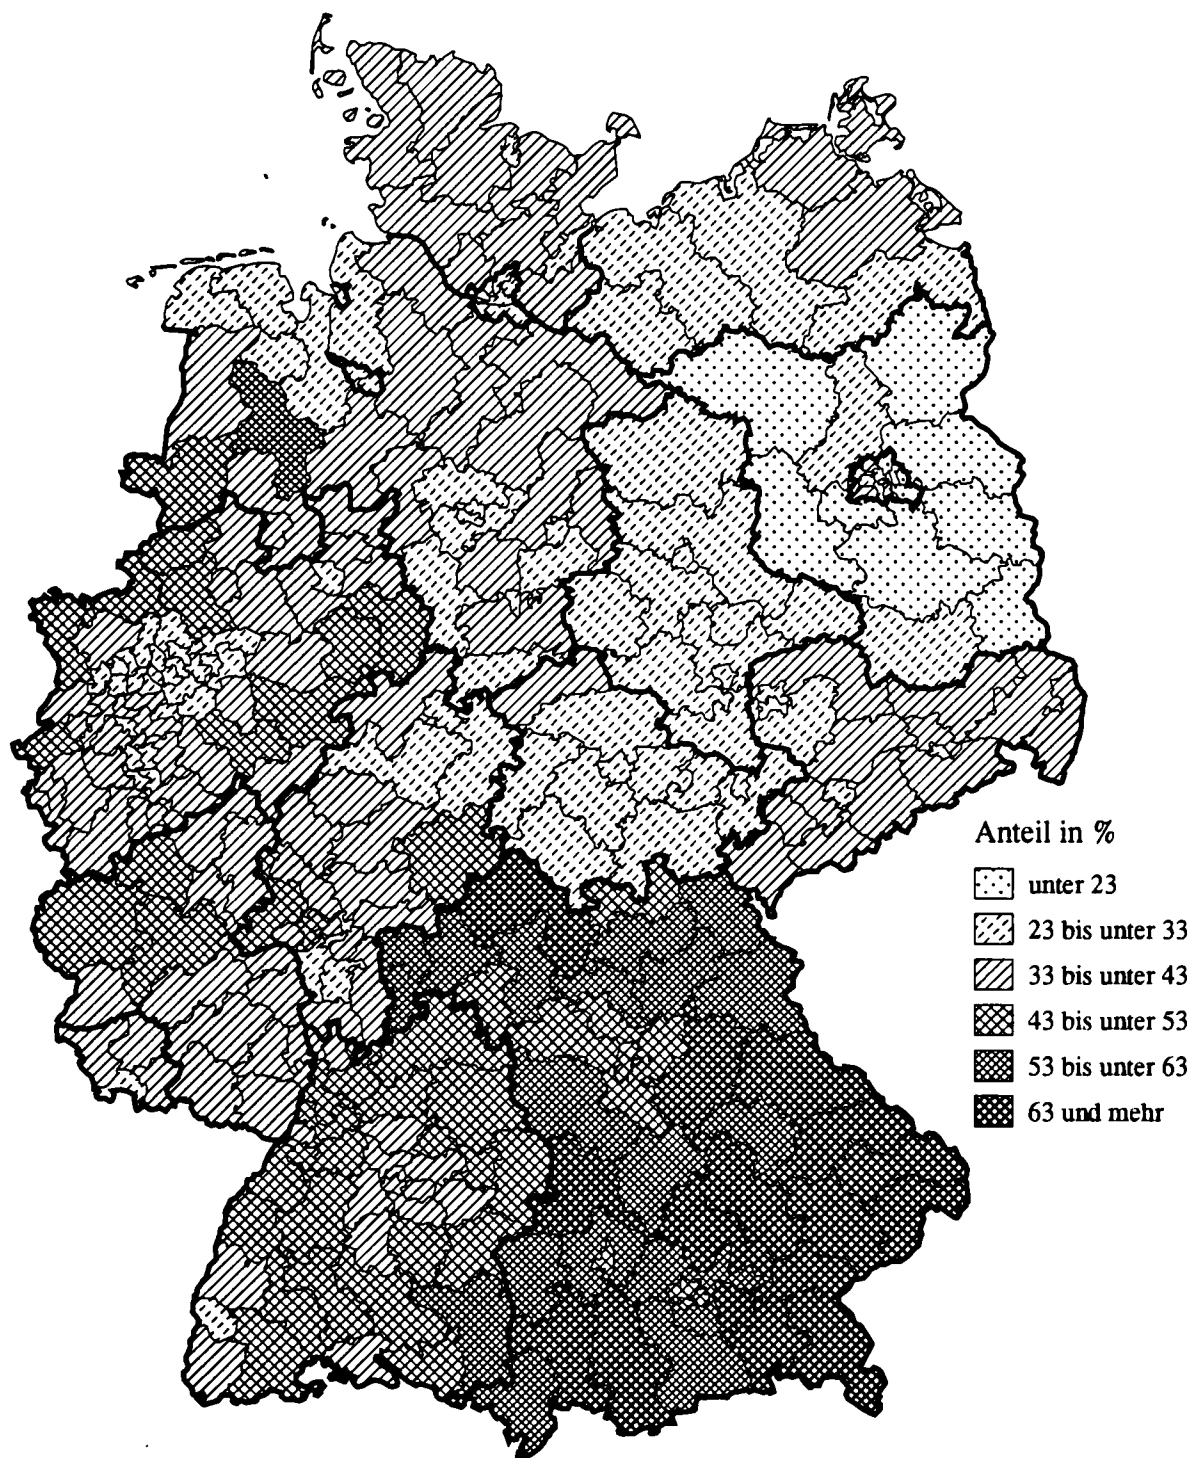 Anteil in %
unter 23
23 bis unter 33
33 bis unter 43
43 bis unter 53
53 bis unter 63
63 und mehr